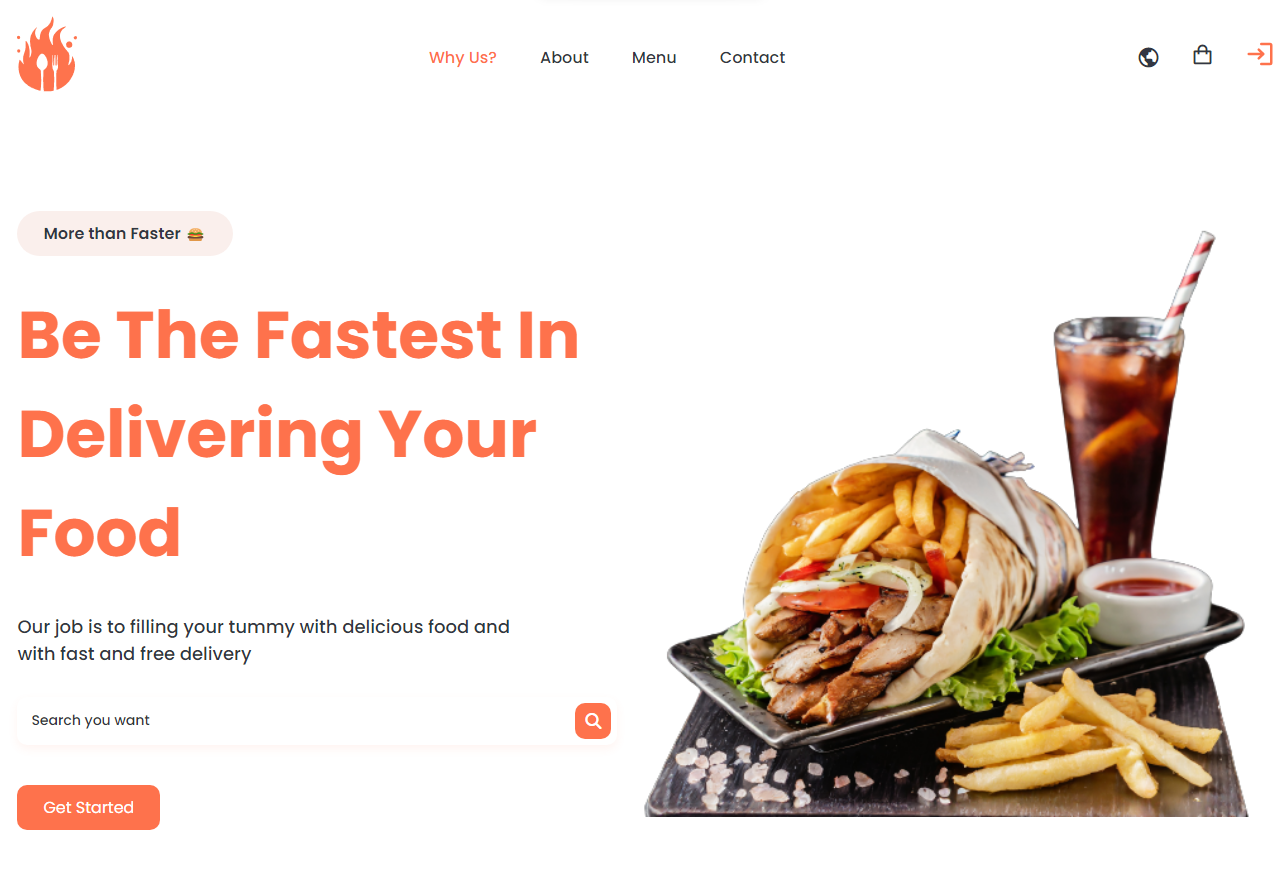 Why Us?
About
Menu
Contact
More than Faster 🍔
Be The Fastest In
Delivering Your
Food
Our job is to filling your tummy with delicious food and
with fast and free delivery
Search you want
Get Started